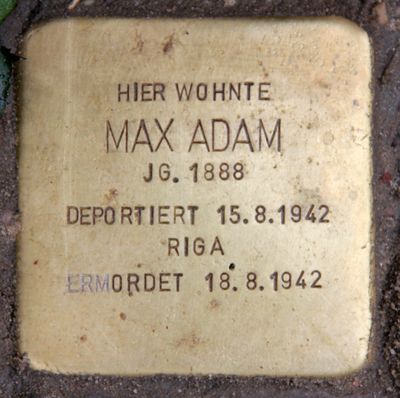 HIER WOHNTE
MAX ADAM
JG. 1888
DEPORTIERT 15.8.1942
RIGA
ERMORDET 18.8.1942